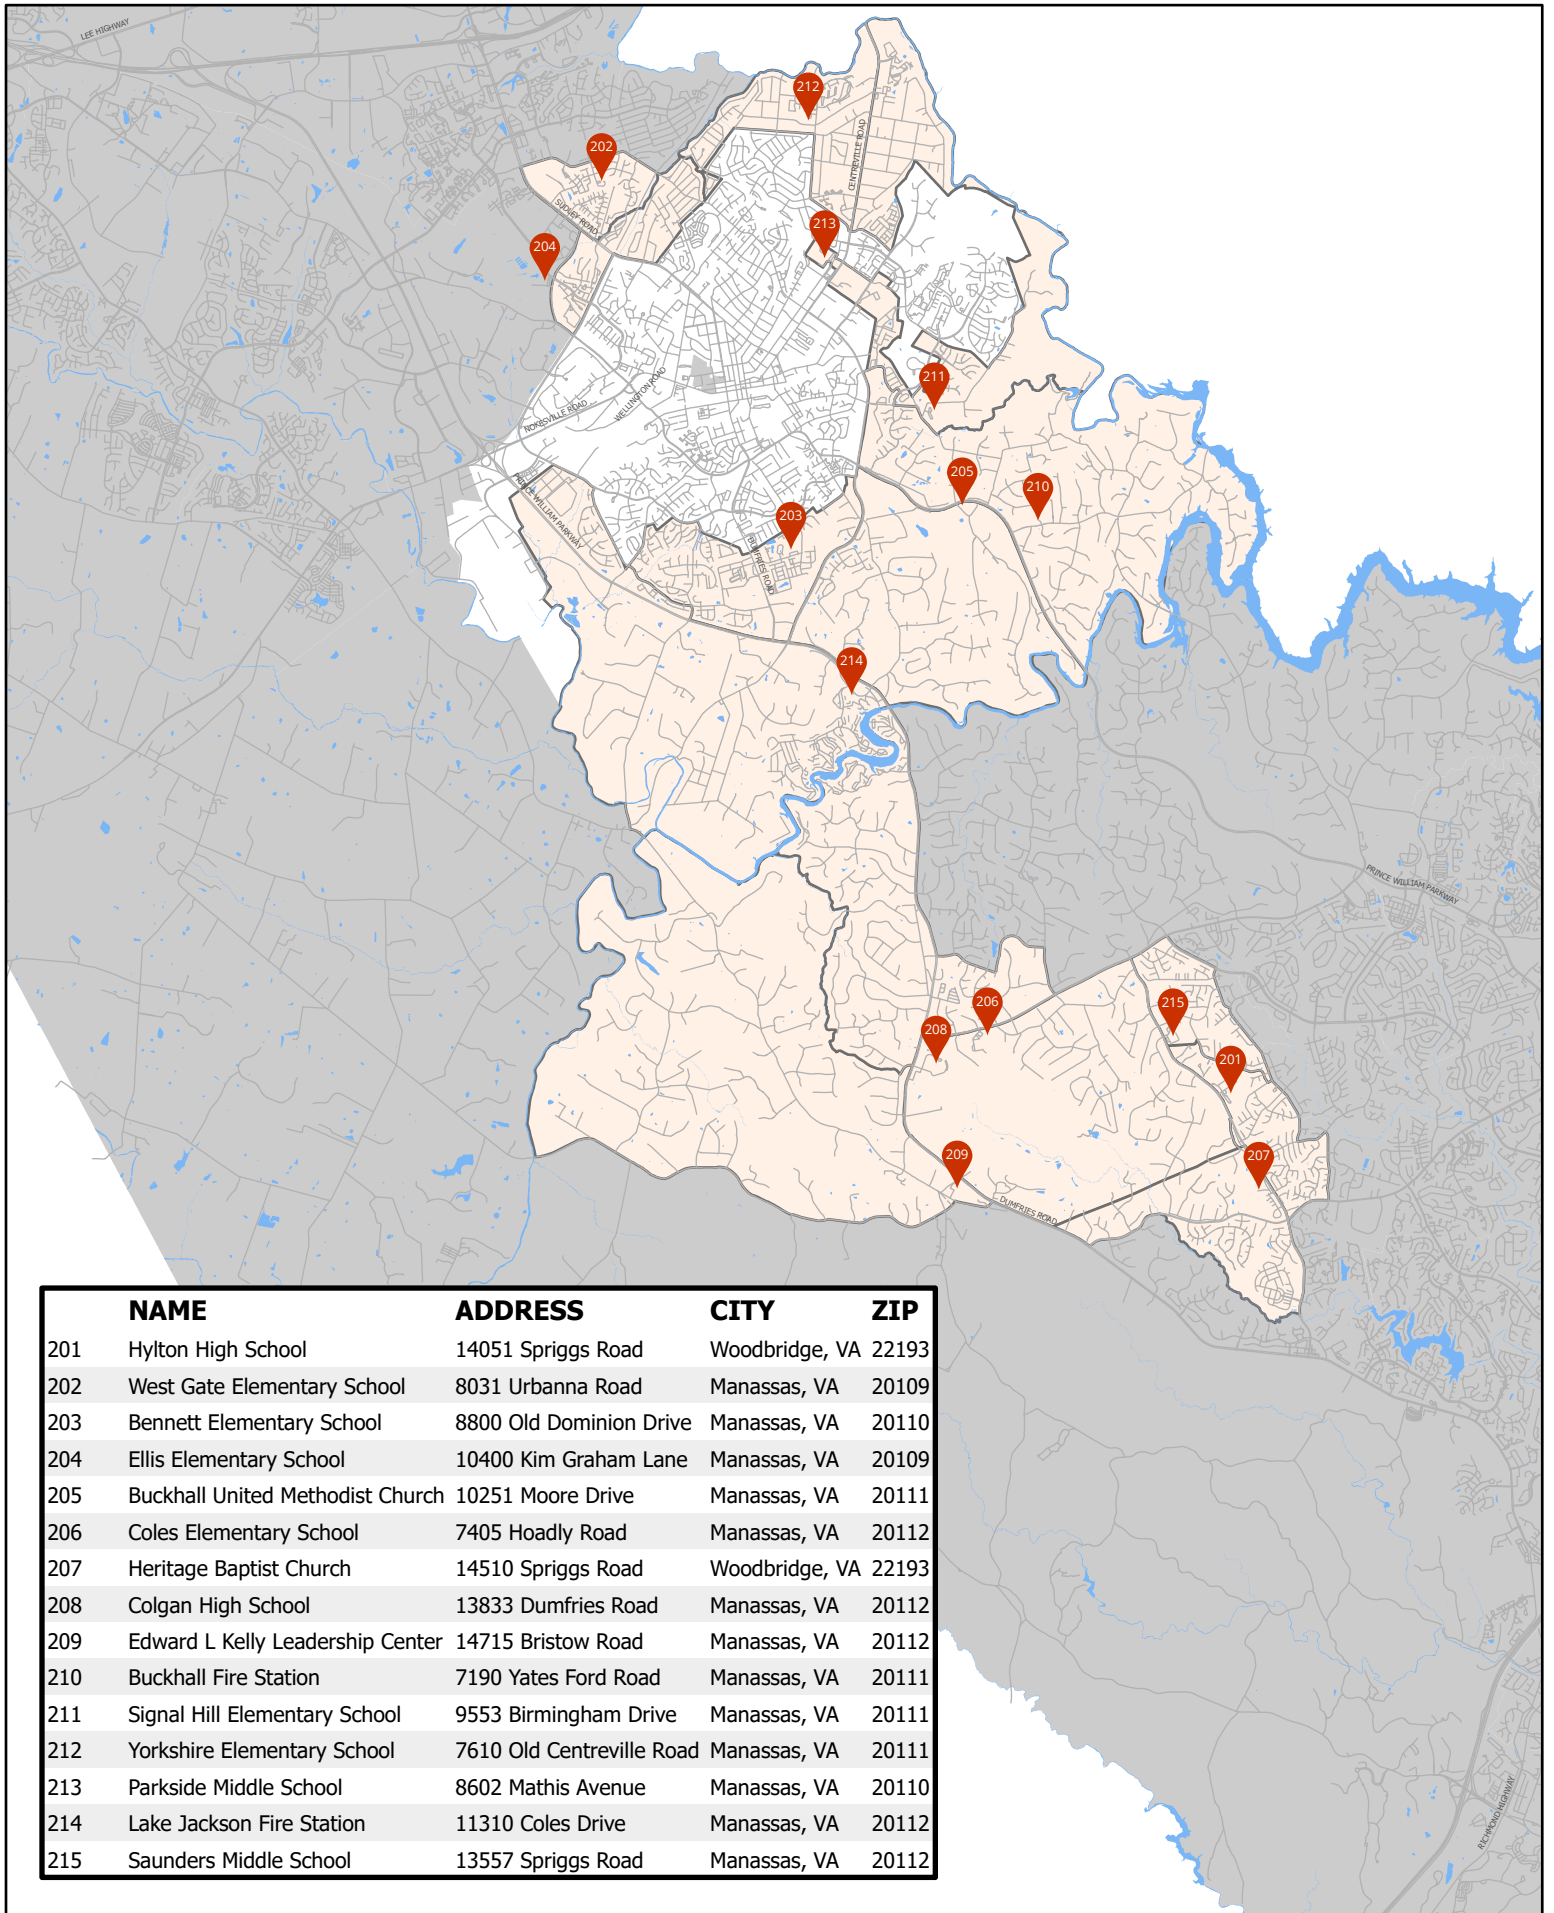 LEE HIGHWAY
212
CENTREVILLE ROAD
202
SUDLEY ROAD
213
204
211
WELLINGTON ROAD
NOKESVILLE ROAD
205
210
PRINCE WILLIAM PARKWAY
203
DUMFRIES ROAD
214
PRINCE WILLIAM PARKWAY
206
215
208
201
209
207
DUMFRIES ROAD
NAME ADDRESS CITY ZIP
201 Hylton High School 14051 Spriggs Road Woodbridge, VA 22193
202 West Gate Elementary School 8031 Urbanna Road Manassas, VA 20109
203 Bennett Elementary School 8800 Old Dominion Drive Manassas, VA 20110
204 Ellis Elementary School 10400 Kim Graham Lane Manassas, VA 20109
205 Buckhall United Methodist Church 10251 Moore Drive Manassas, VA 20111
206 Coles Elementary School 7405 Hoadly Road Manassas, VA 20112
207 Heritage Baptist Church 14510 Spriggs Road Woodbridge, VA 22193
208 Colgan High School 13833 Dumfries Road Manassas, VA 20112
209 Edward L Kelly Leadership Center 14715 Bristow Road Manassas, VA 20112
210 Buckhall Fire Station 7190 Yates Ford Road Manassas, VA 20111
211 Signal Hill Elementary School 9553 Birmingham Drive Manassas, VA 20111
212 Yorkshire Elementary School 7610 Old Centreville Road Manassas, VA 20111
213 Parkside Middle School 8602 Mathis Avenue Manassas, VA 20110
214 Lake Jackson Fire Station 11310 Coles Drive Manassas, VA 20112
215 Saunders Middle School 13557 Spriggs Road Manassas, VA 20112
RICHMOND HIGHWAY